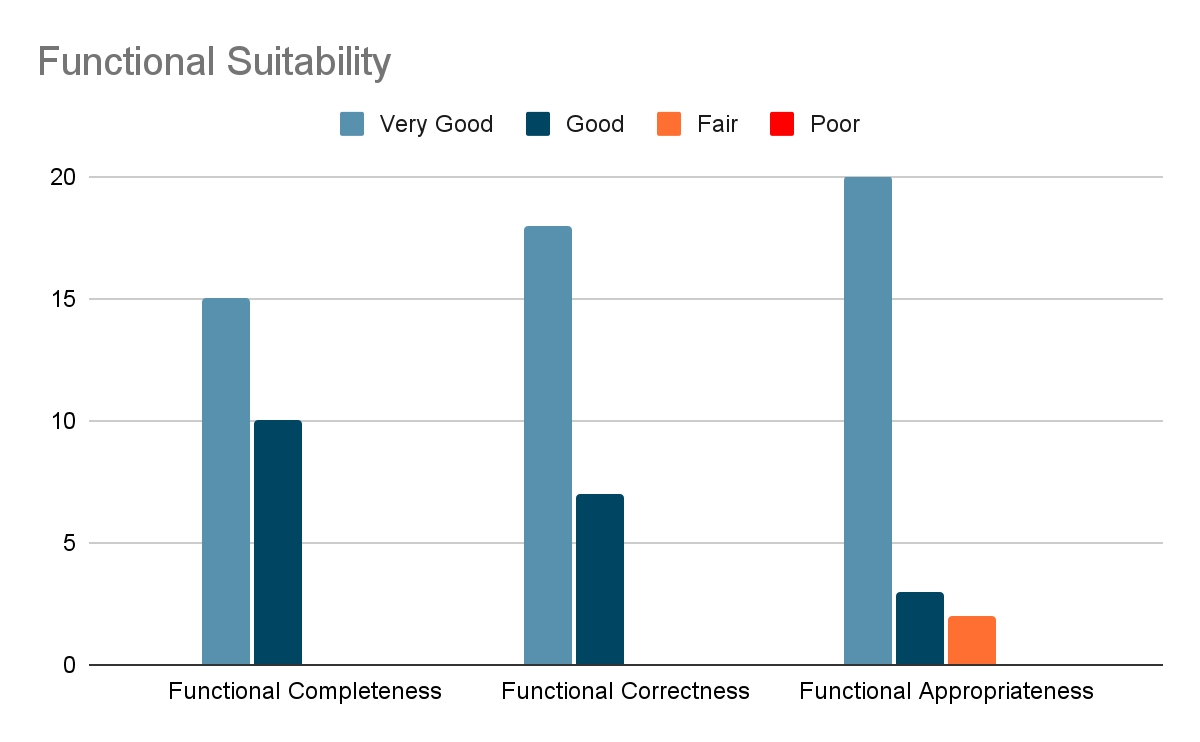 Functional Suitability
Very Good Good Fair Poor
20
15
10
5
0
Functional Completeness Functional Correctness Functional Appropriateness